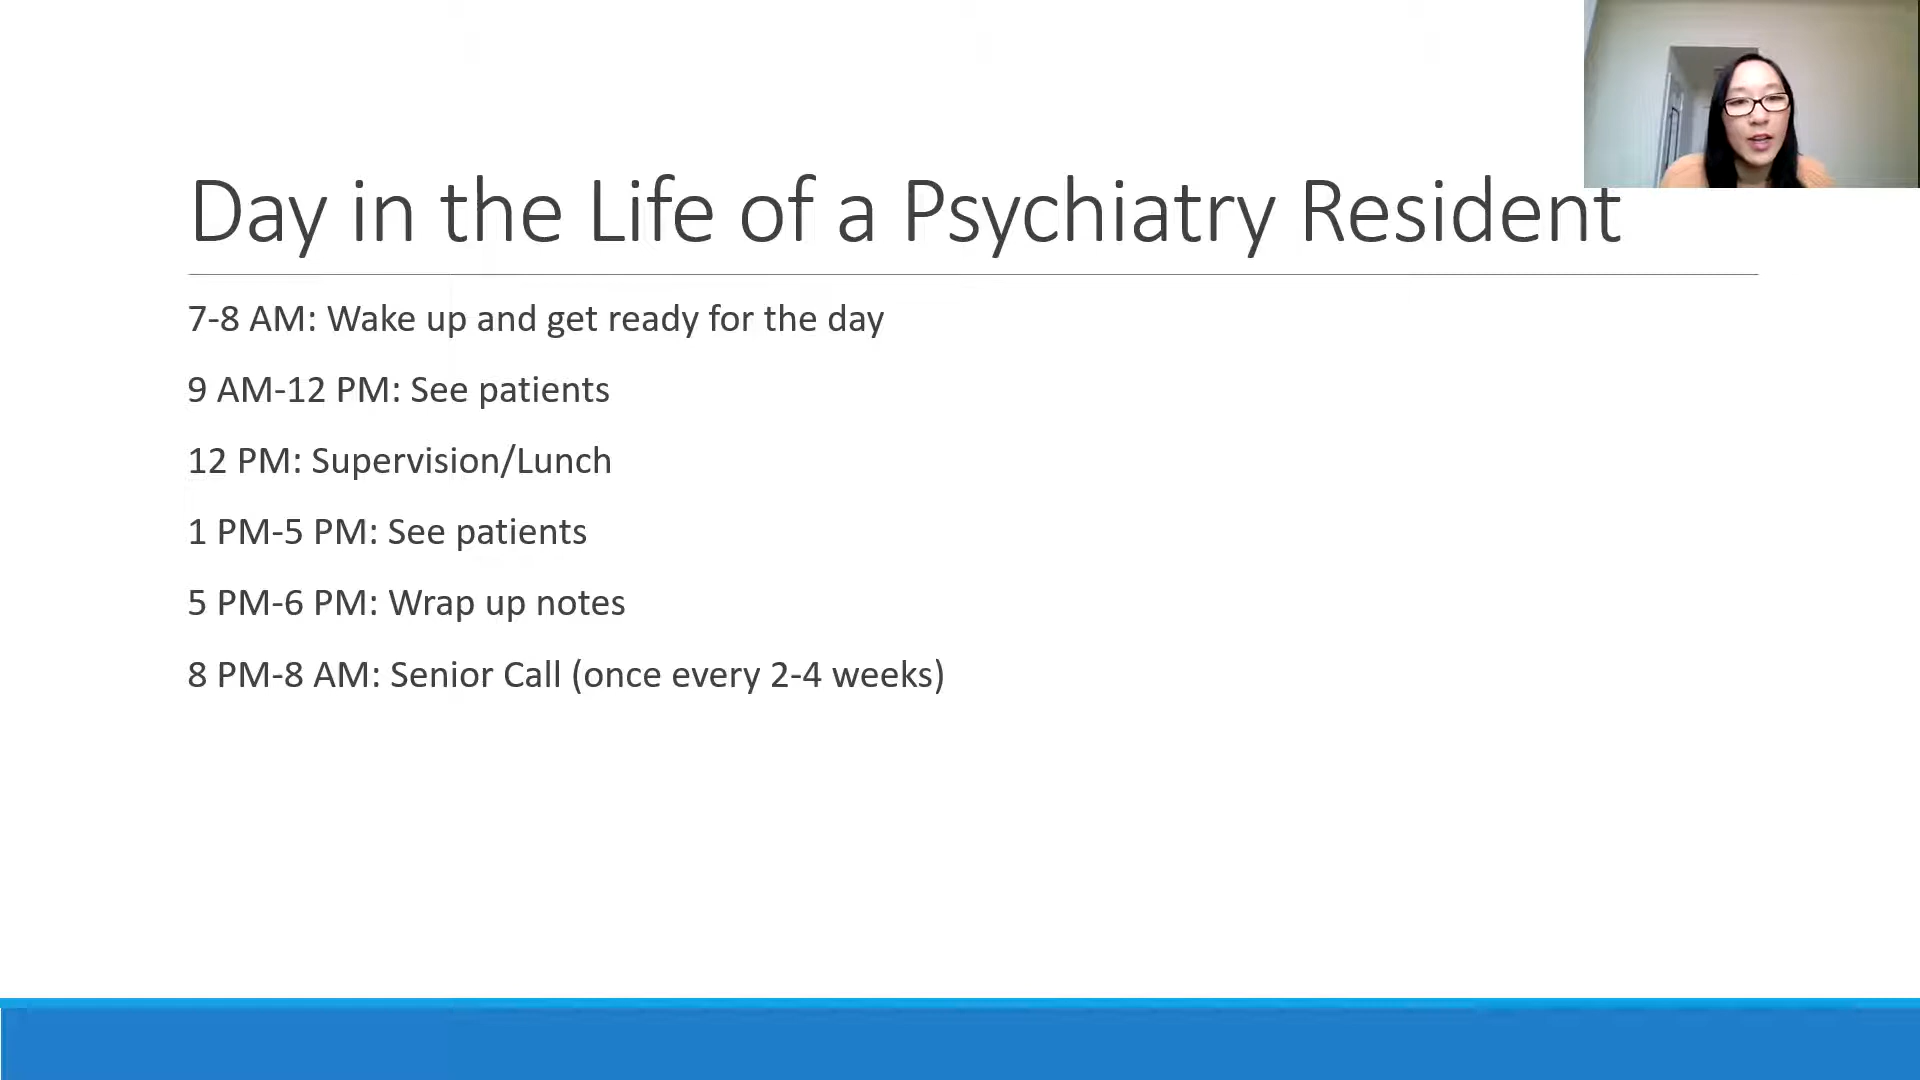 Day in the Life of a Psychiatry Resident
7-8 AM: Wake up and get ready for the day
9 AM-12 PM: See patients
12 PM: Supervision/Lunch
1 PM-5 PM: See patients
5 PM-6 PM: Wrap up notes
8 PM-8 AM: Senior Call (once every 2-4 weeks)